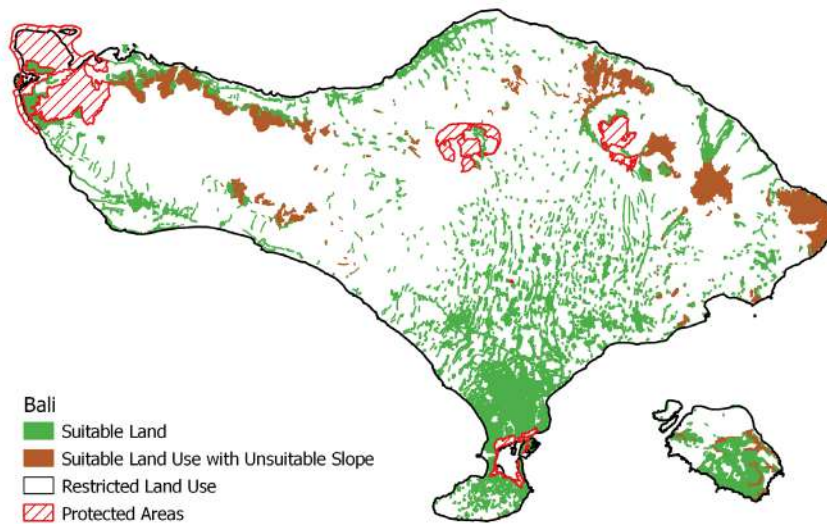 Bali
Suitable Land
Suitable Land Use with Unsuitable Slope
Restricted Land Use
Protected Areas